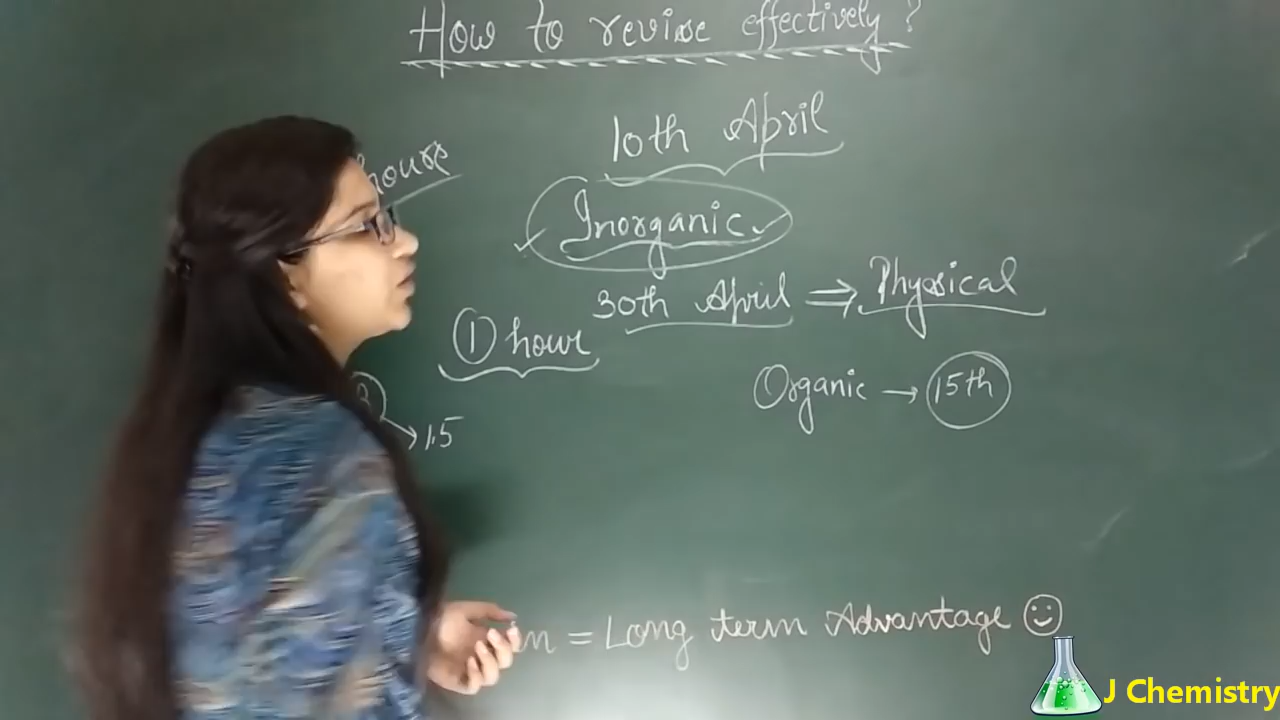 How to revise effectively ?
10th April
hours
Inorganic
30th April ⇒ Physical
① hour
Organic → 15th
→ 1.5
= Long term Advantage ☺
J Chemistry